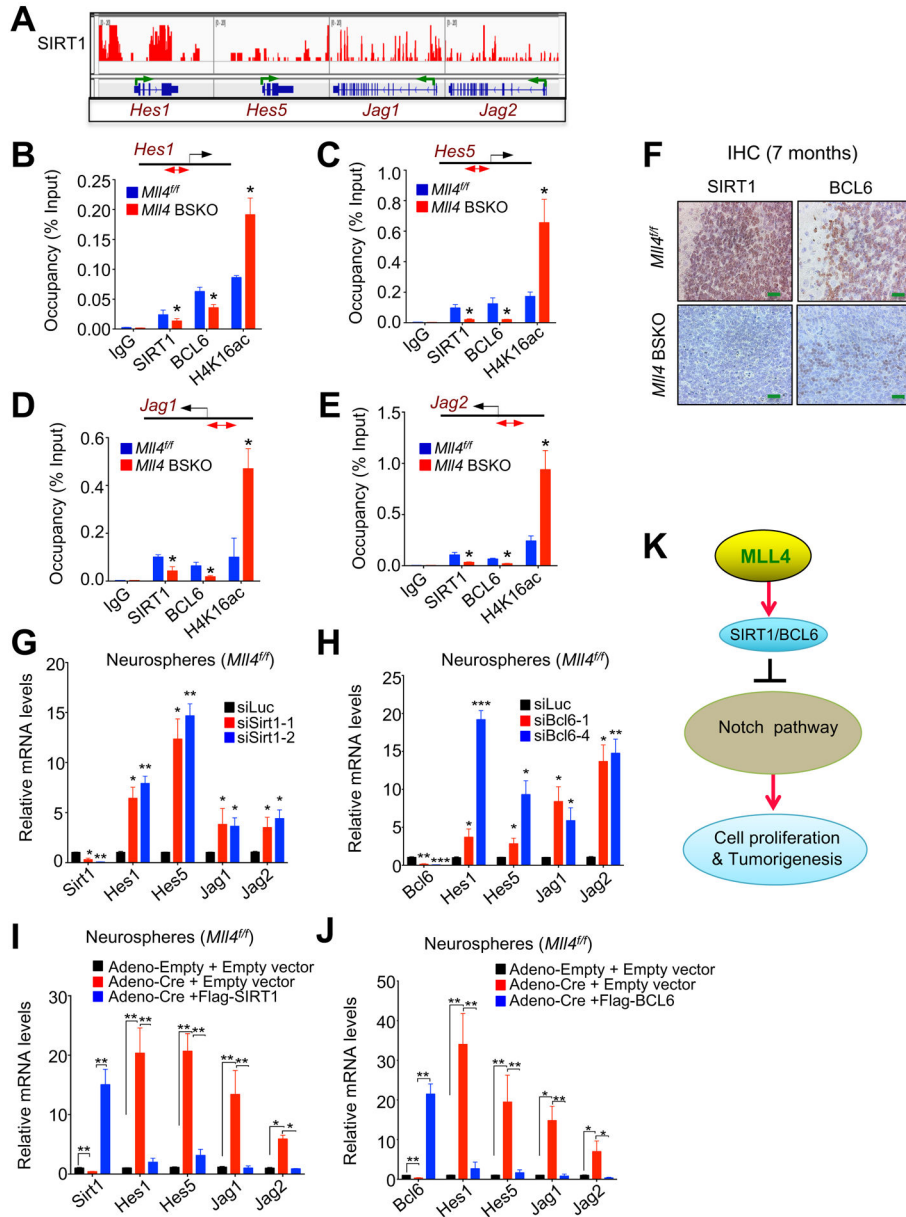 A
SIRT1
Hes1 Hes5 Jag1 Jag2
B
Hes1
Mll4f/f
Mll4 BSKO
Occupancy (% Input)
0.25
0.20
0.15
0.10
0.05
0.00
* * *
IgG SIRT1 BCL6 H4K16ac
C
Hes5
Mll4f/f
Mll4 BSKO
Occupancy (% Input)
1.0
0.8
0.6
0.4
0.2
0.0
* * *
IgG SIRT1 BCL6 H4K16ac
F
IHC (7 months)
SIRT1 BCL6
Mll4f/f
Mll4 BSKO
D
Jag1
Mll4f/f
Mll4 BSKO
Occupancy (% Input)
0.6
0.4
0.2
0.0
* * *
IgG SIRT1 BCL6 H4K16ac
E
Jag2
Mll4f/f
Mll4 BSKO
Occupancy (% Input)
1.5
1.0
0.5
0.0
* * *
IgG SIRT1 BCL6 H4K16ac
G
Neurospheres (Mll4f/f)
siLuc
siSirt1-1
siSirt1-2
Relative mRNA levels
20
15
10
5
0
* ** * ** * ** * * * *
Sirt1 Hes1 Hes5 Jag1 Jag2
H
Neurospheres (Mll4f/f)
siLuc
siBcl6-1
siBcl6-4
Relative mRNA levels
25
20
15
10
5
0
** *** * *** * * * * * **
Bcl6 Hes1 Hes5 Jag1 Jag2
K
MLL4
SIRT1/BCL6
Notch pathway
Cell proliferation
& Tumorigenesis
I
Neurospheres (Mll4f/f)
Adeno-Empty + Empty vector
Adeno-Cre + Empty vector
Adeno-Cre +Flag-SIRT1
Relative mRNA levels
30
20
10
0
** ** ** ** ** ** ** ** * *
Sirt1 Hes1 Hes5 Jag1 Jag2
J
Neurospheres (Mll4f/f)
Adeno-Empty + Empty vector
Adeno-Cre + Empty vector
Adeno-Cre +Flag-BCL6
Relative mRNA levels
50
40
30
20
10
0
** ** ** ** ** ** * ** * *
Bcl6 Hes1 Hes5 Jag1 Jag2